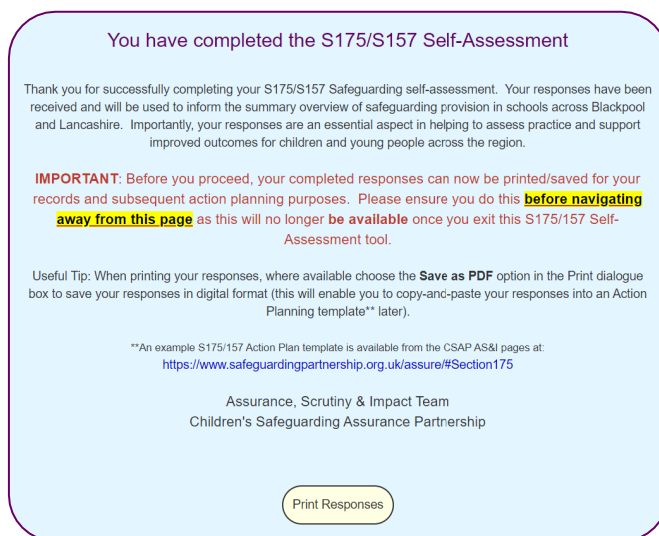 You have completed the S175/S157 Self-Assessment
Thank you for successfully completing your S175/S157 Safeguarding self-assessment.  Your responses have been
received and will be used to inform the summary overview of safeguarding provision in schools across Blackpool
and Lancashire.  Importantly, your responses are an essential aspect in helping to assess practice and support
improved outcomes for children and young people across the region.
IMPORTANT: Before you proceed, your completed responses can now be printed/saved for your
records and subsequent action planning purposes.  Please ensure you do this before navigating
away from this page as this will no longer be available once you exit this S175/157 Self-
Assessment tool.
Useful Tip: When printing your responses, where available choose the Save as PDF option in the Print dialogue
box to save your responses in digital format (this will enable you to copy-and-paste your responses into an Action
Planning template** later).
**An example S175/157 Action Plan template is available from the CSAP AS&I pages at:
https://www.safeguardingpartnership.org.uk/assure/#Section175
Assurance, Scrutiny & Impact Team
Children's Safeguarding Assurance Partnership
Print Responses